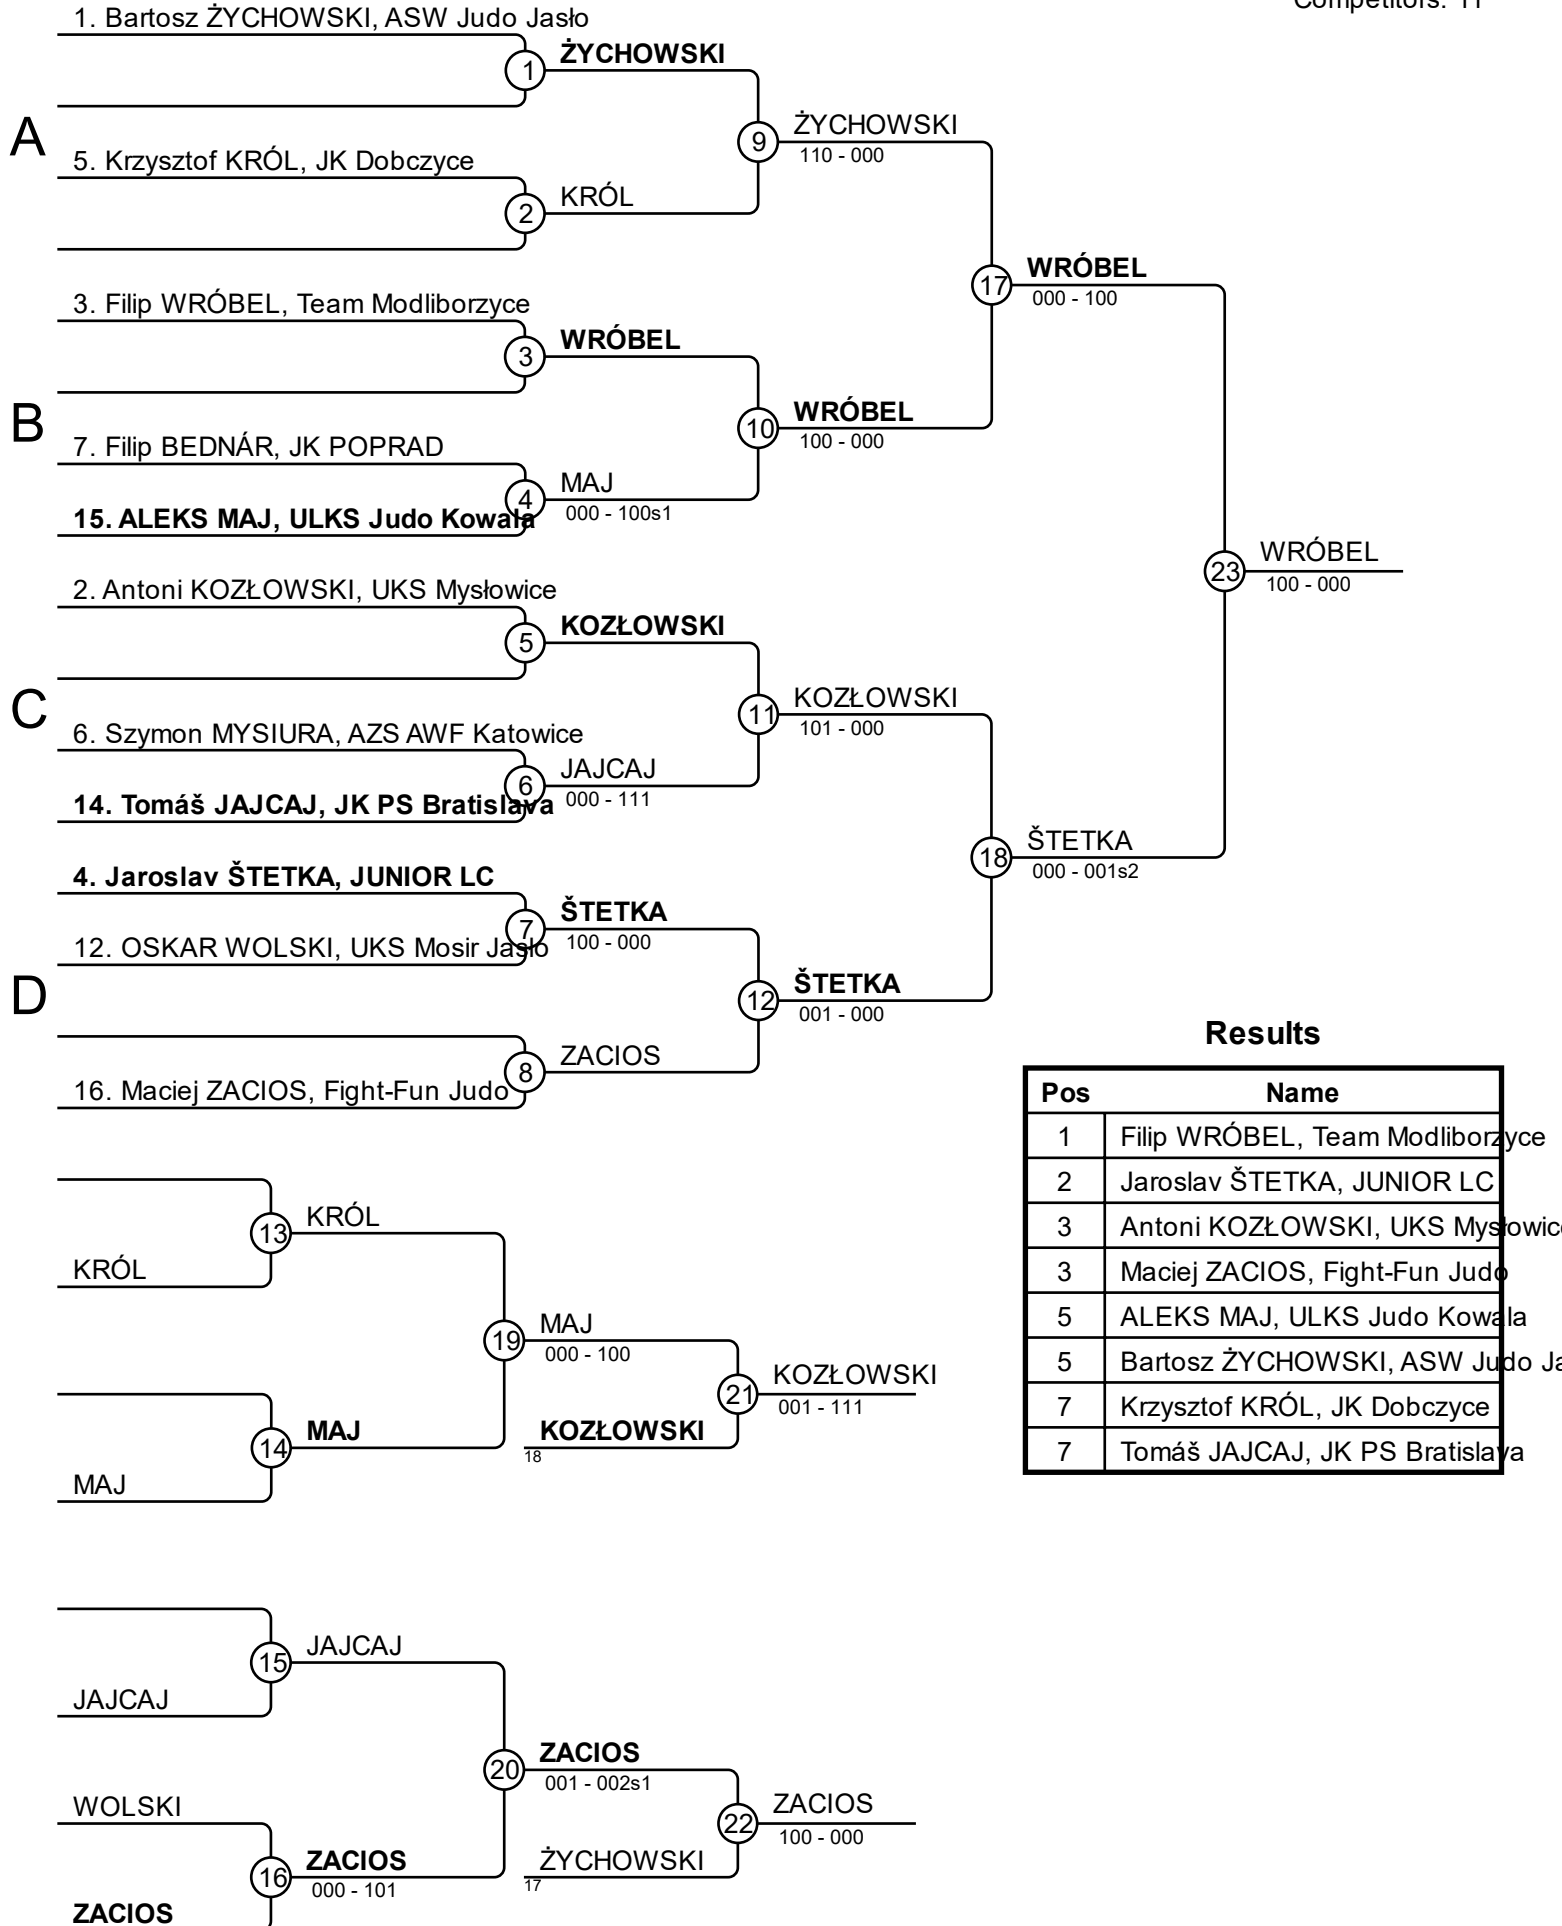 Competitors: 11
1. Bartosz ŻYCHOWSKI, ASW Judo Jasło
1
ŻYCHOWSKI
A
9
ŻYCHOWSKI
110 - 000
5. Krzysztof KRÓL, JK Dobczyce
2
KRÓL
17
WRÓBEL
000 - 100
3. Filip WRÓBEL, Team Modliborzyce
3
WRÓBEL
B
10
WRÓBEL
100 - 000
7. Filip BEDNÁR, JK POPRAD
4
MAJ
000 - 100s1
15. ALEKS MAJ, ULKS Judo Kowala
23
WRÓBEL
100 - 000
2. Antoni KOZŁOWSKI, UKS Mysłowice
5
KOZŁOWSKI
C
11
KOZŁOWSKI
101 - 000
6. Szymon MYSIURA, AZS AWF Katowice
6
JAJCAJ
000 - 111
14. Tomáš JAJCAJ, JK PS Bratislava
18
ŠTETKA
000 - 001s2
4. Jaroslav ŠTETKA, JUNIOR LC
7
ŠTETKA
100 - 000
12. OSKAR WOLSKI, UKS Mosir Jasło
D
12
ŠTETKA
001 - 000
8
ZACIOS
16. Maciej ZACIOS, Fight-Fun Judo
Results
Pos Name
1 Filip WRÓBEL, Team Modliborzyce
2 Jaroslav ŠTETKA, JUNIOR LC
3 Antoni KOZŁOWSKI, UKS Mysłowice
3 Maciej ZACIOS, Fight-Fun Judo
5 ALEKS MAJ, ULKS Judo Kowala
5 Bartosz ŻYCHOWSKI, ASW Judo Ja
7 Krzysztof KRÓL, JK Dobczyce
7 Tomáš JAJCAJ, JK PS Bratislava
13
KRÓL
KRÓL
19
MAJ
000 - 100
21
KOZŁOWSKI
001 - 111
14
MAJ
KOZŁOWSKI
18
MAJ
15
JAJCAJ
JAJCAJ
20
ZACIOS
001 - 002s1
22
ZACIOS
100 - 000
WOLSKI
16
ZACIOS
000 - 101
ŻYCHOWSKI
17
ZACIOS